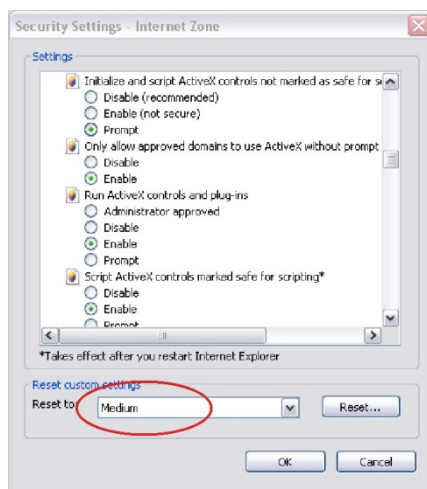 Security Settings - Internet Zone
Settings
Initialize and script ActiveX controls not marked as safe for s
Disable (recommended)
Enable (not secure)
Prompt
Only allow approved domains to use ActiveX without prompt
Disable
Enable
Run ActiveX controls and plug-ins
Administrator approved
Disable
Enable
Prompt
Script ActiveX controls marked safe for scripting*
Disable
Enable
Prompt
*Takes effect after you restart Internet Explorer
Reset custom settings
Reset to: Medium Reset...
OK Cancel